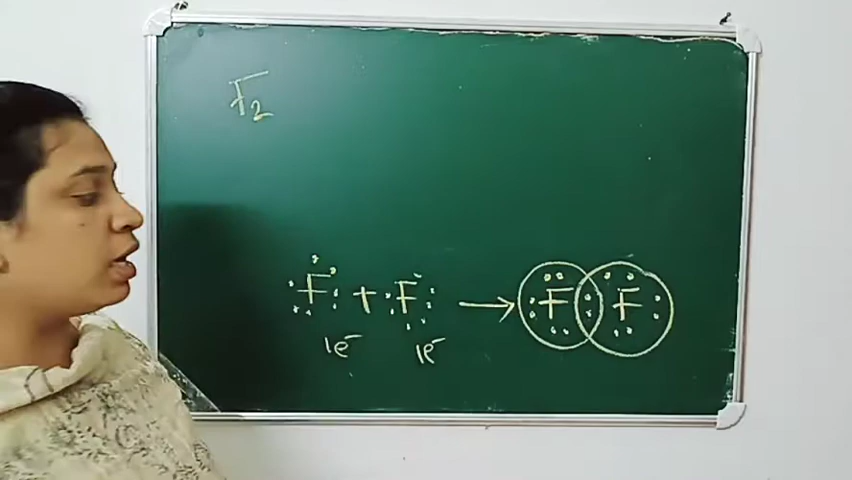 F₂
F + F → F F
1e⁻ 1e⁻